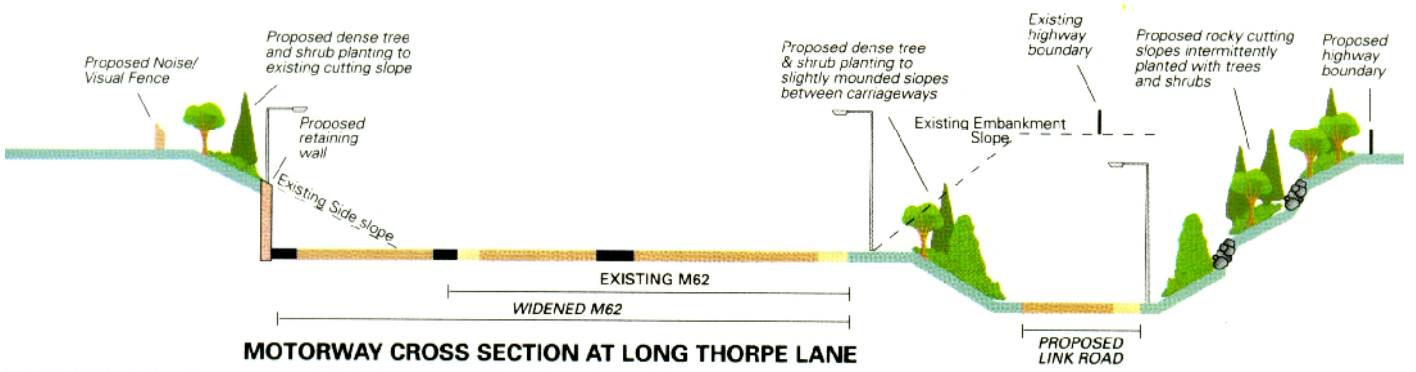 Proposed Noise/
Visual Fence
Proposed dense tree
and shrub planting to
existing cutting slope
Proposed
retaining
wall
Existing Side slope
Proposed dense tree
& shrub planting to
slightly mounded slopes
between carriageways
Existing
highway
boundary
Existing Embankment
Slope
Proposed rocky cutting
slopes intermittently
planted with trees
and shrubs
Proposed
highway
boundary
EXISTING M62
WIDENED M62
PROPOSED
LINK ROAD
MOTORWAY CROSS SECTION AT LONG THORPE LANE